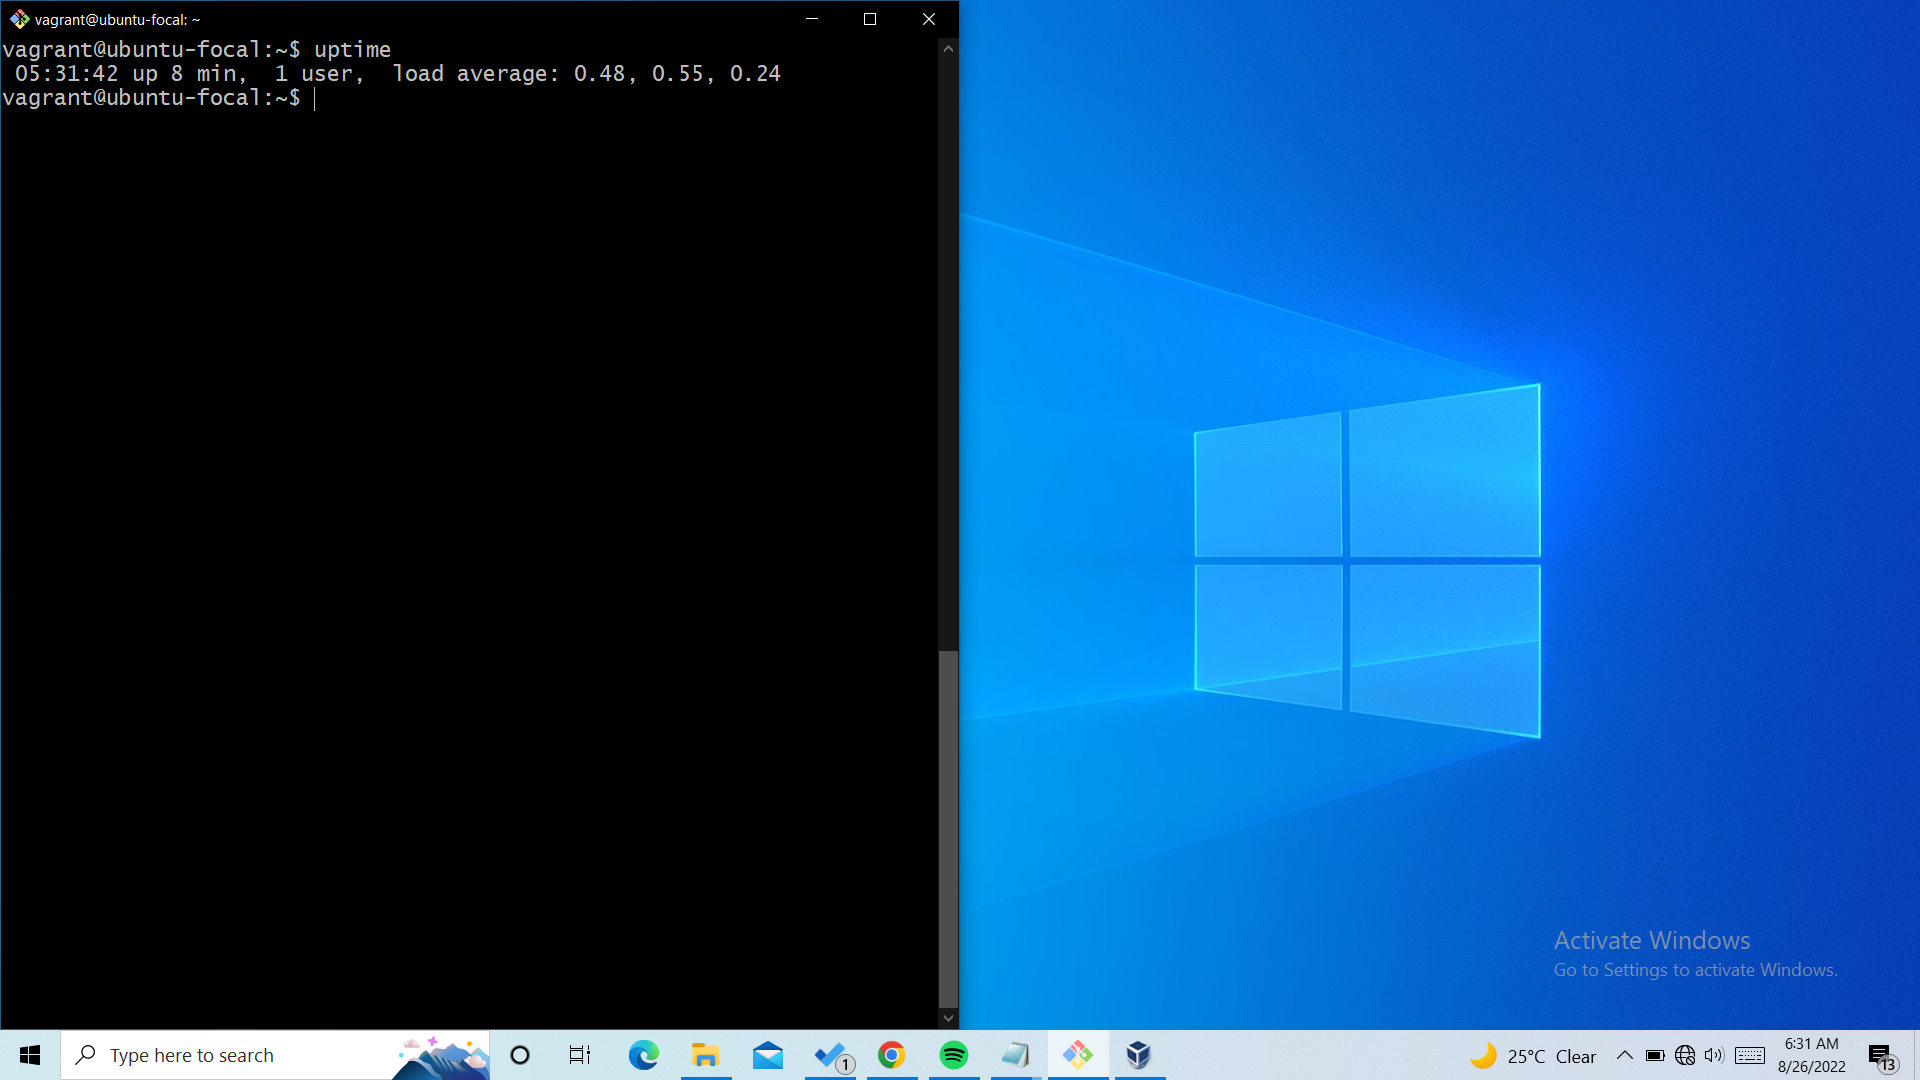 vagrant@ubuntu-focal: ~
vagrant@ubuntu-focal:~$ uptime
 05:31:42 up 8 min,  1 user,  load average: 0.48, 0.55, 0.24
vagrant@ubuntu-focal:~$
Activate Windows
Go to Settings to activate Windows.
Type here to search
1
25°C Clear
6:31 AM
8/26/2022
13